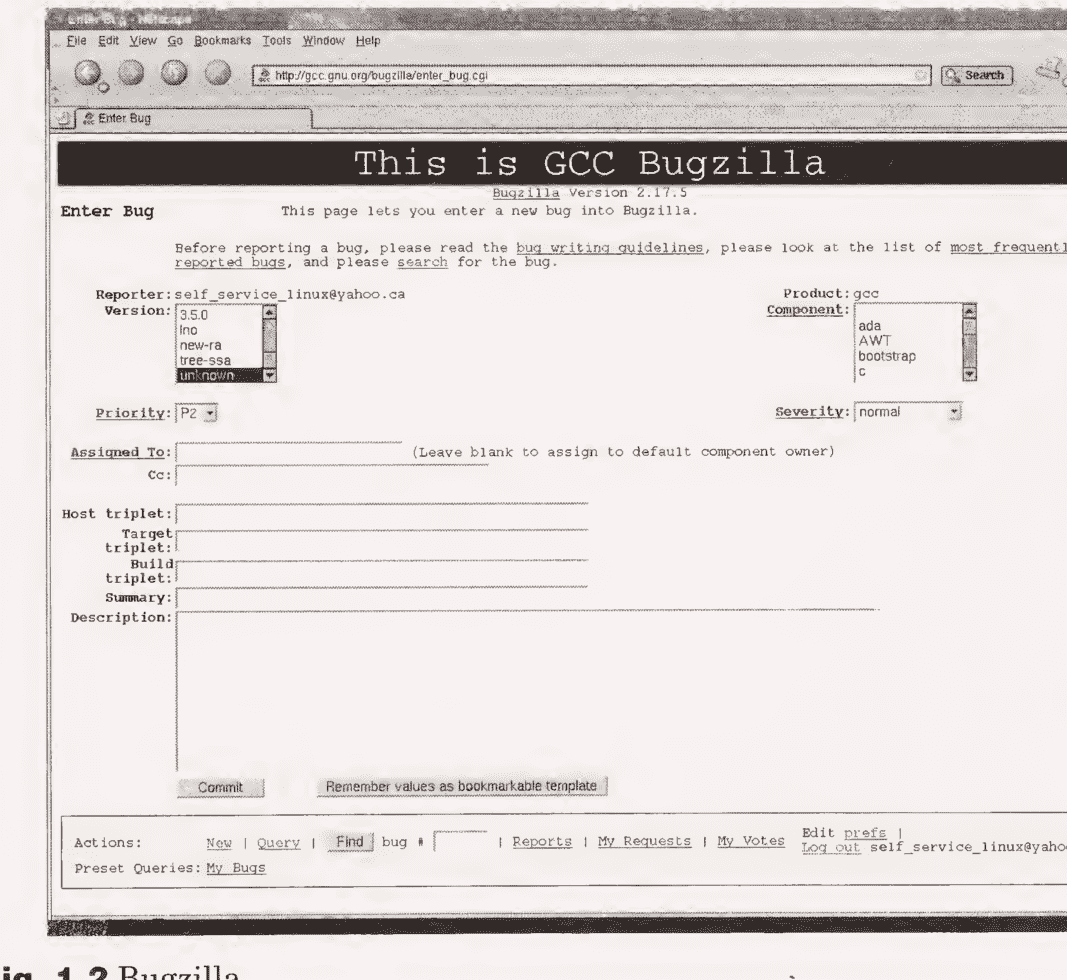 Enter Bug - Netscape
File Edit View Go Bookmarks Tools Window Help
http://gcc.gnu.org/bugzilla/enter_bug.cgi Search
Enter Bug
This is GCC Bugzilla
Bugzilla Version 2.17.5
Enter Bug This page lets you enter a new bug into Bugzilla.
Before reporting a bug, please read the bug writing guidelines, please look at the list of most frequentl
reported bugs, and please search for the bug.
Reporter: self_service_linux@yahoo.ca Product: gcc
Version: Component:
3.5.0
lno
new-ra
tree-ssa
unknown
ada
AWT
bootstrap
c
Priority: P2 Severity: normal
Assigned To: (Leave blank to assign to default component owner)
Cc:
Host triplet:
Target
triplet:
Build
triplet:
Summary:
Description:
Commit Remember values as bookmarkable template
Actions: New | Query | Find bug # | Reports | My Requests | My Votes Edit prefs |
Log out self_service_linux@yaho
Preset Queries: My Bugs
ig. 1.2 Bugzilla